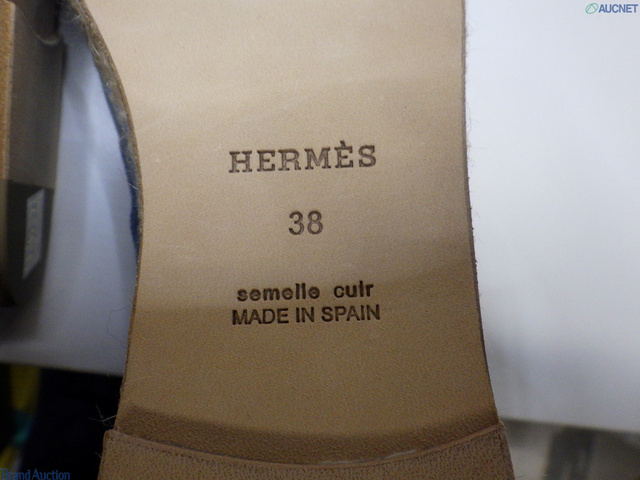 AUCNET
HERMÈS
38
semelle cuir
MADE IN SPAIN
Brand Auction